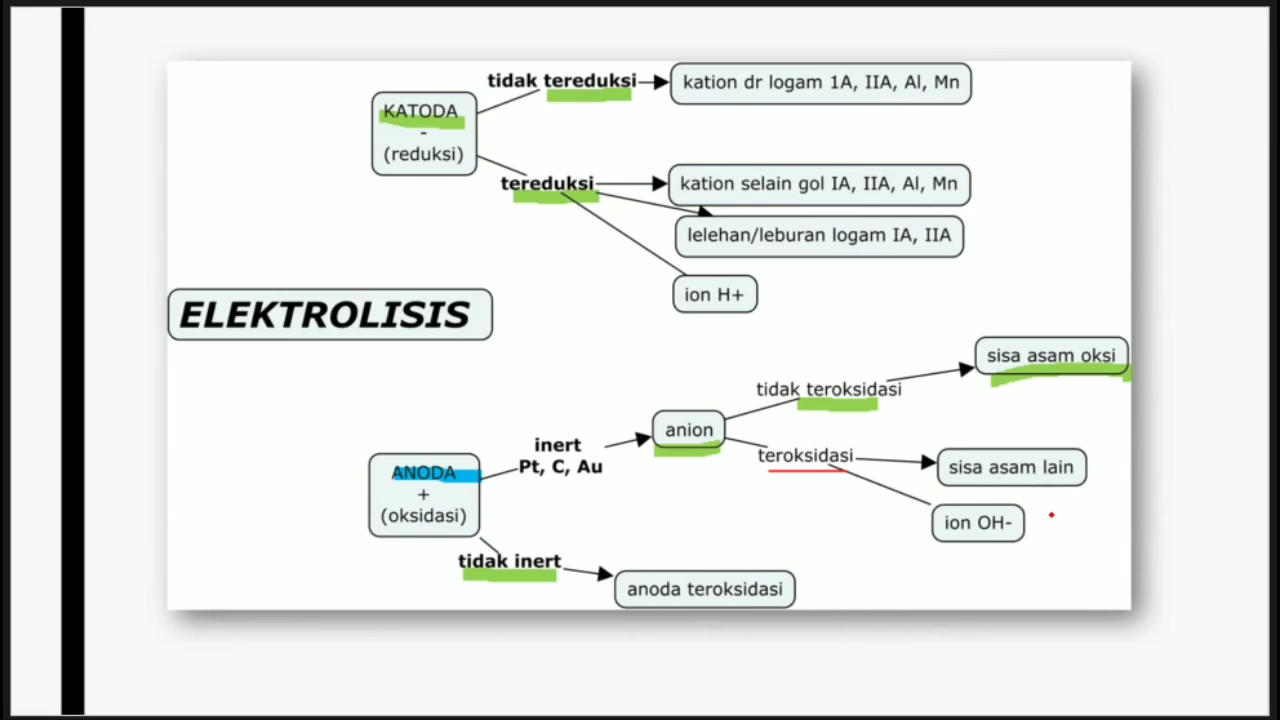 tidak tereduksi
kation dr logam 1A, IIA, Al, Mn
KATODA
-
(reduksi)
tereduksi
kation selain gol IA, IIA, Al, Mn
lelehan/leburan logam IA, IIA
ion H+
ELEKTROLISIS
sisa asam oksi
tidak teroksidasi
anion
inert
Pt, C, Au
teroksidasi
sisa asam lain
ANODA
+
(oksidasi)
ion OH-
tidak inert
anoda teroksidasi